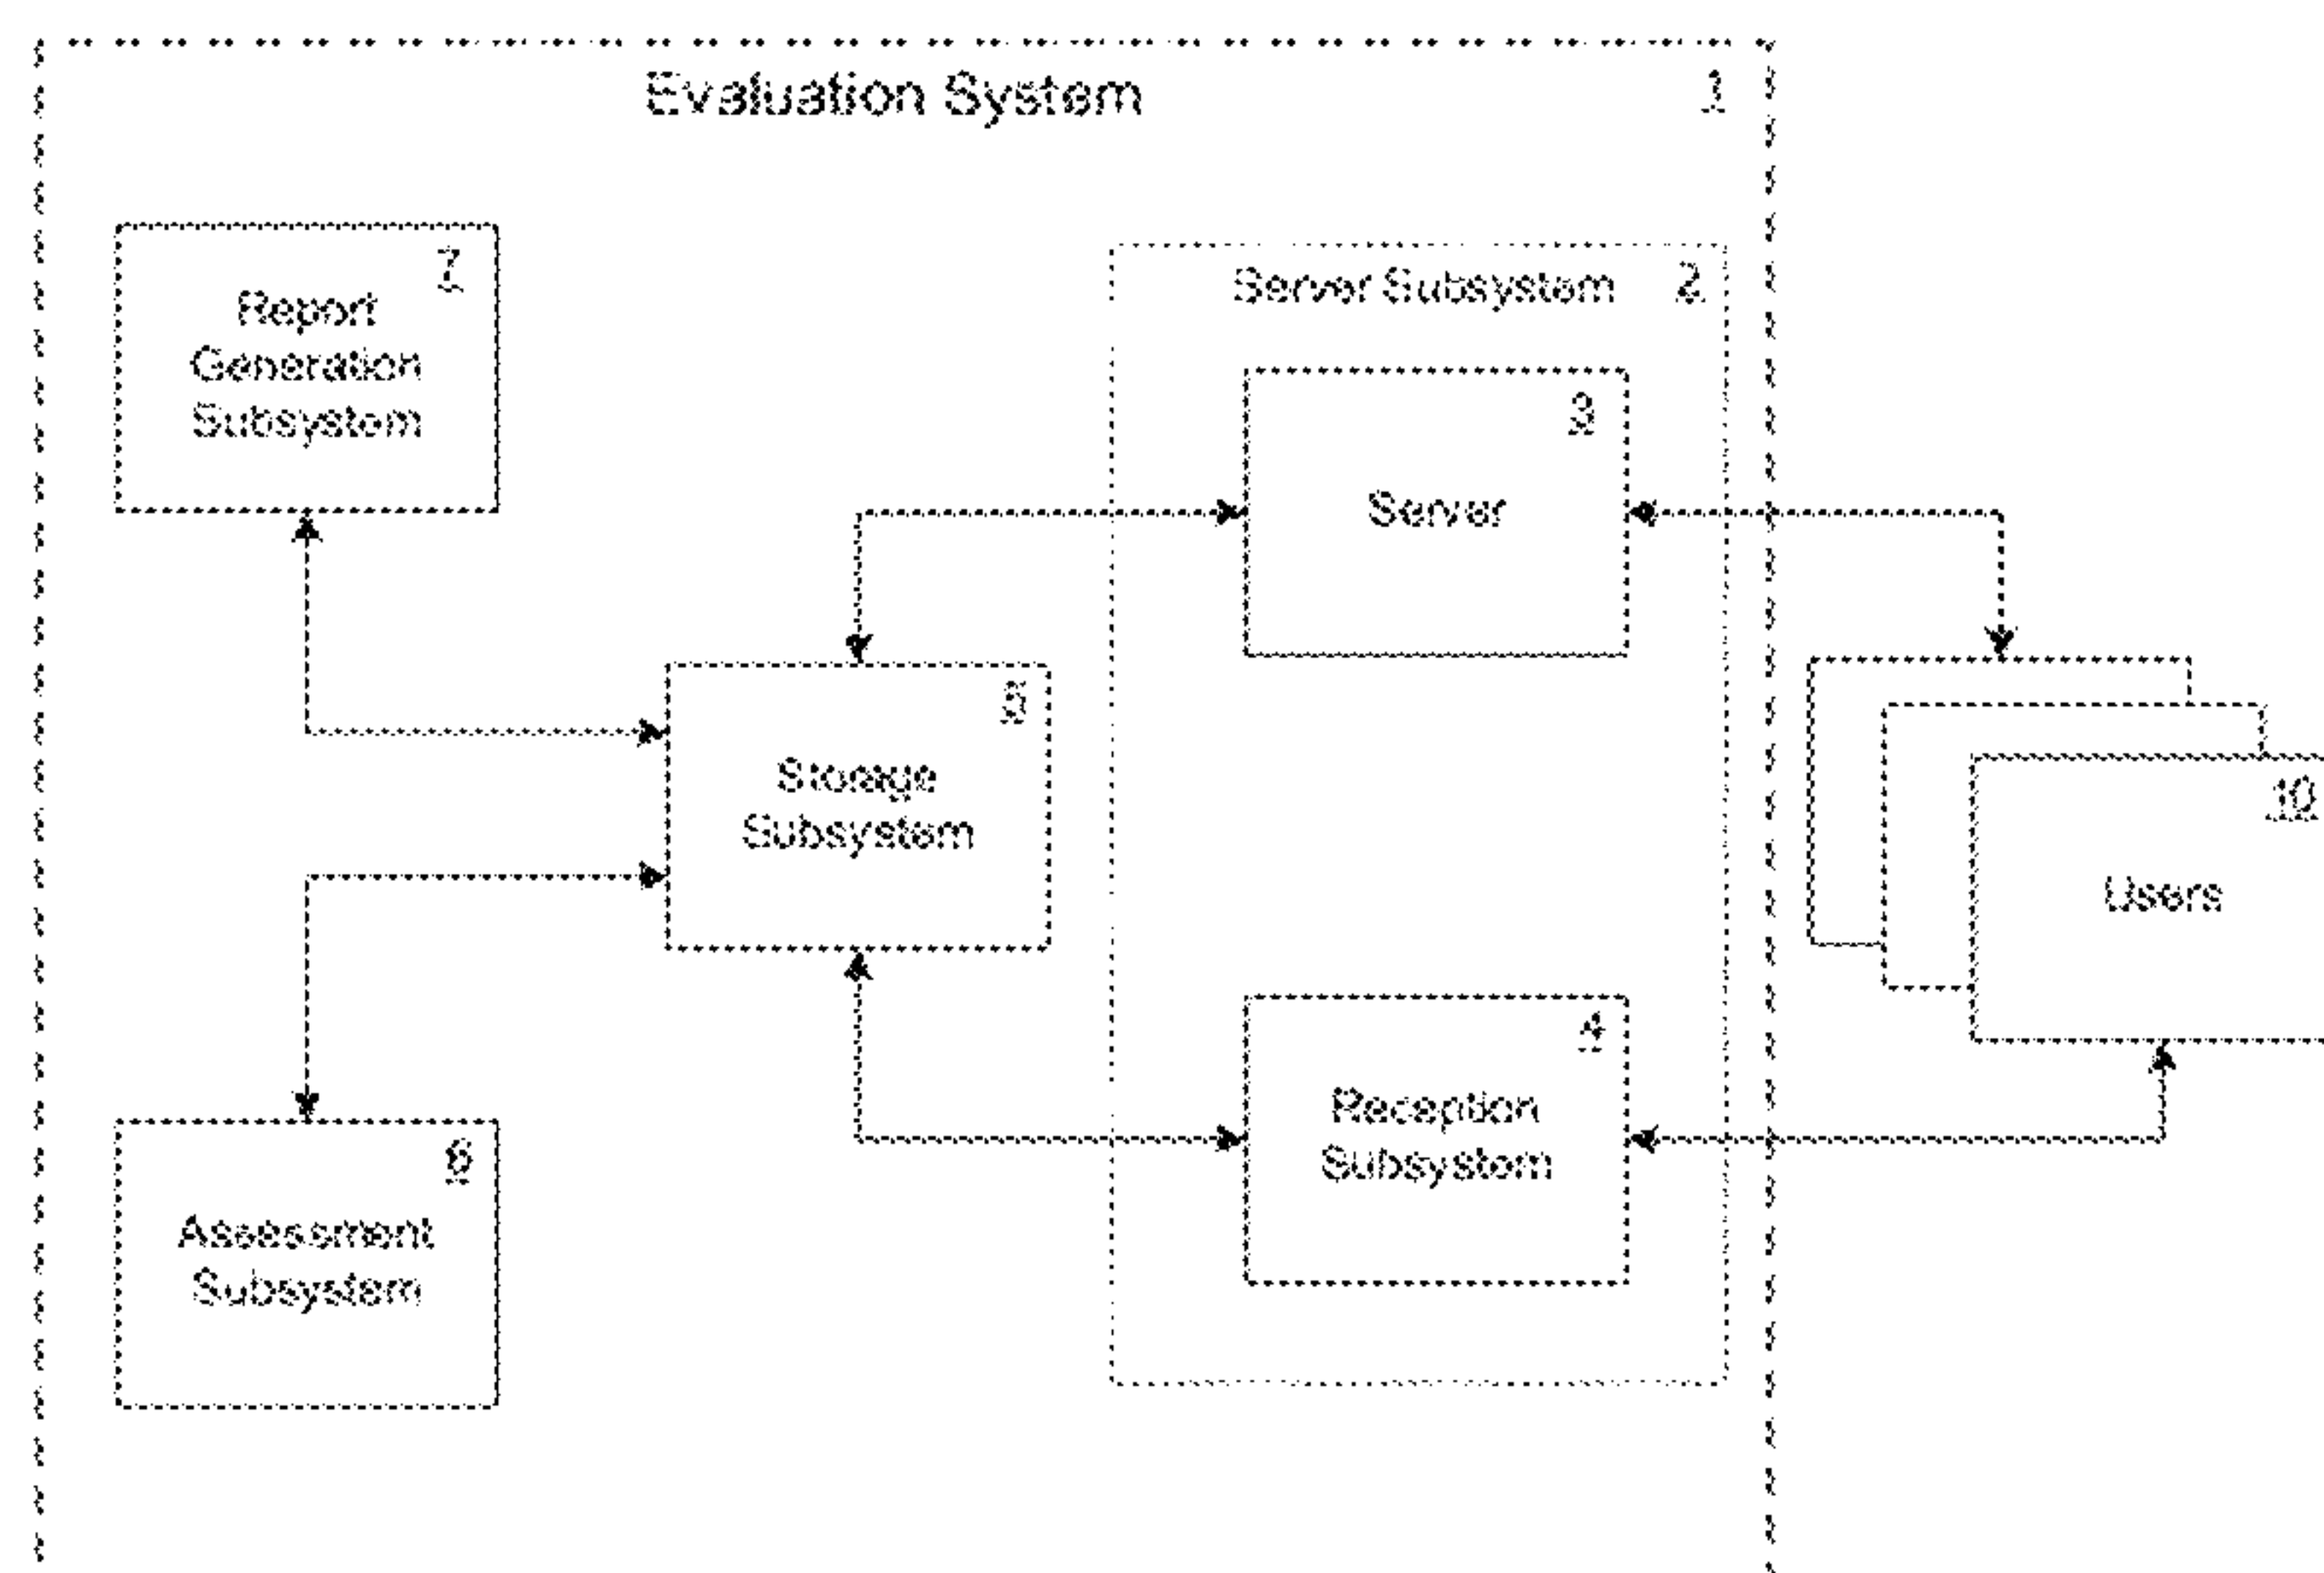 Evaluation System 1
7
Report
Generation
Subsystem
Server Subsystem 2
3
Server
5
Storage
Subsystem
10
Users
4
Reception
Subsystem
6
Assessment
Subsystem